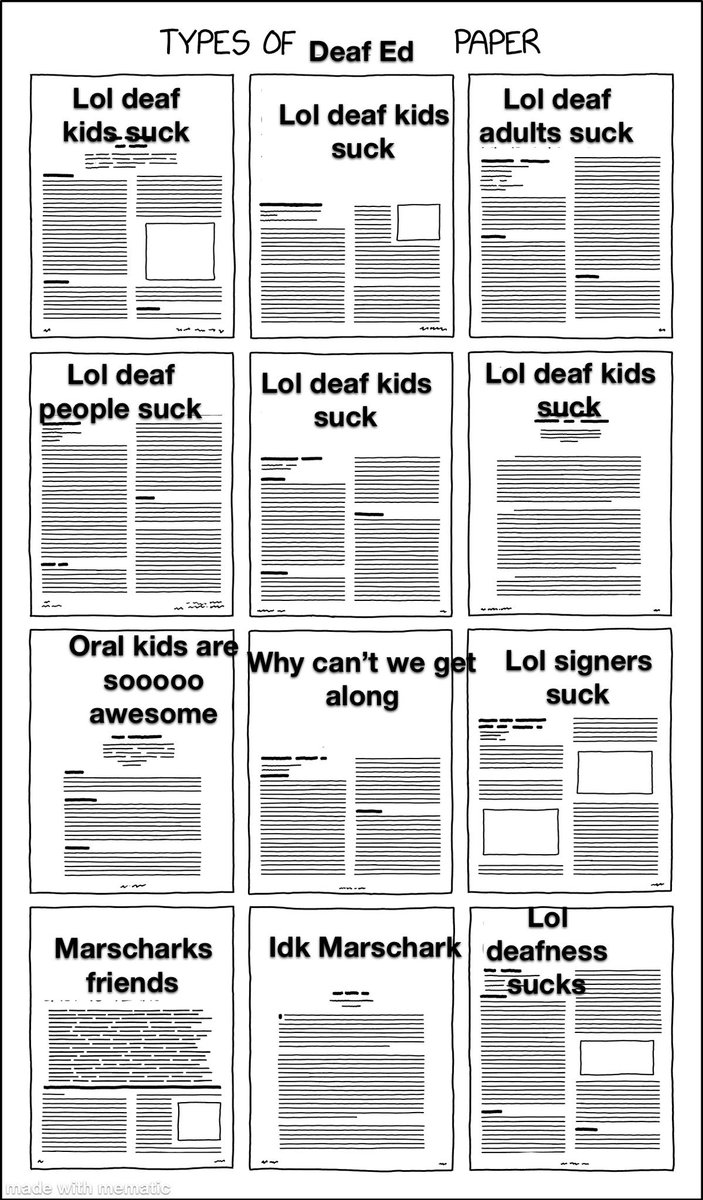 TYPES OF Deaf Ed PAPER
Lol deaf
kids suck
Lol deaf kids
suck
Lol deaf
adults suck
Lol deaf
people suck
Lol deaf kids
suck
Lol deaf kids
suck
Oral kids are
sooooo
awesome
Why can’t we get
along
Lol signers
suck
Marscharks
friends
Idk Marschark
Lol
deafness
sucks
made with mematic